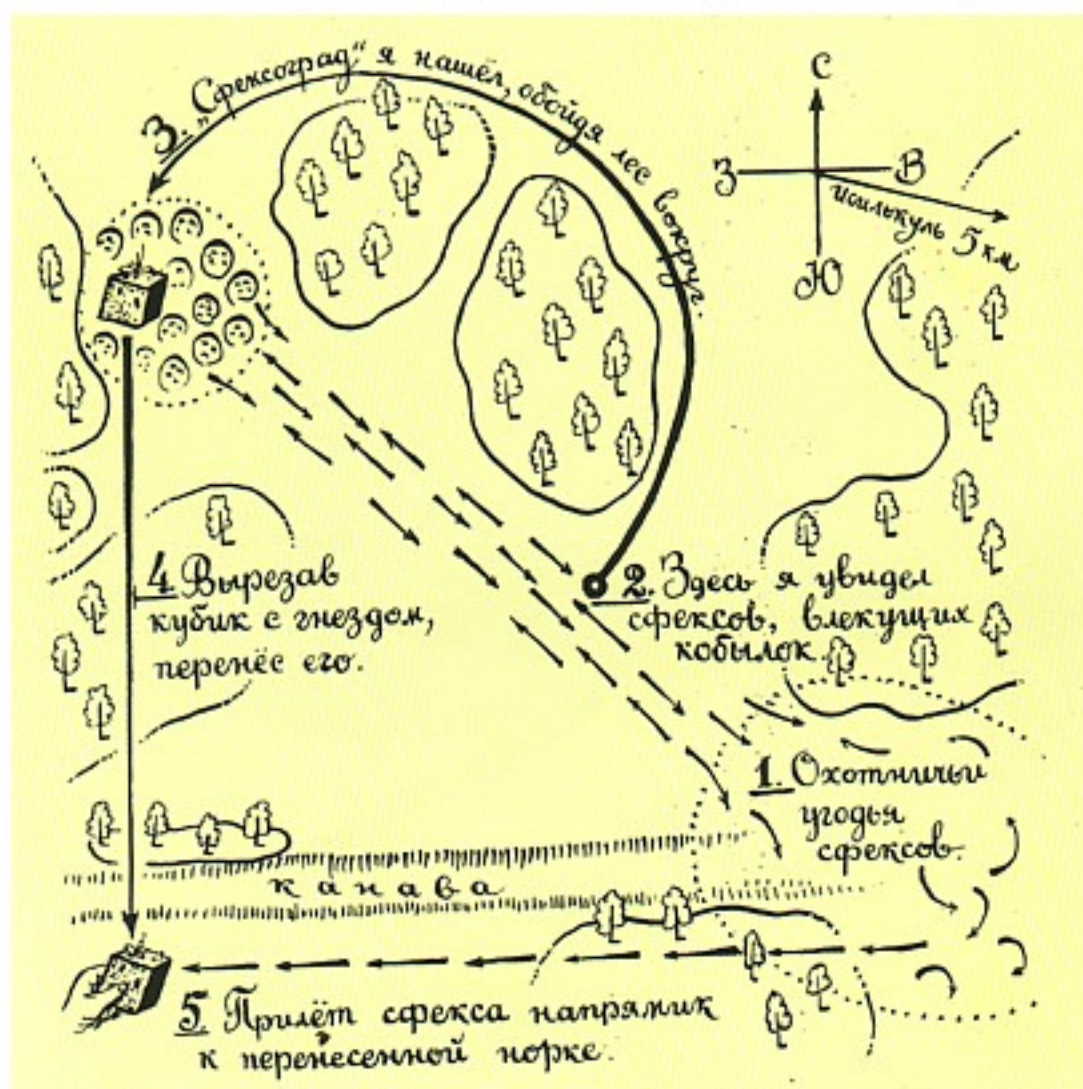 3. „Сфексоград“ я нашёл, обойдя лес вокруг.
С
З
В
Ю
исилькуль 5 км
4. Вырезав
кубик с гнездом,
перенёс его.
2. Здесь я увидел
сфексов, влекущих
кобылок.
1. Охотничьи
угодья
сфексов.
канава
5. Прилёт сфекса напрямик
к перенесенной норке.